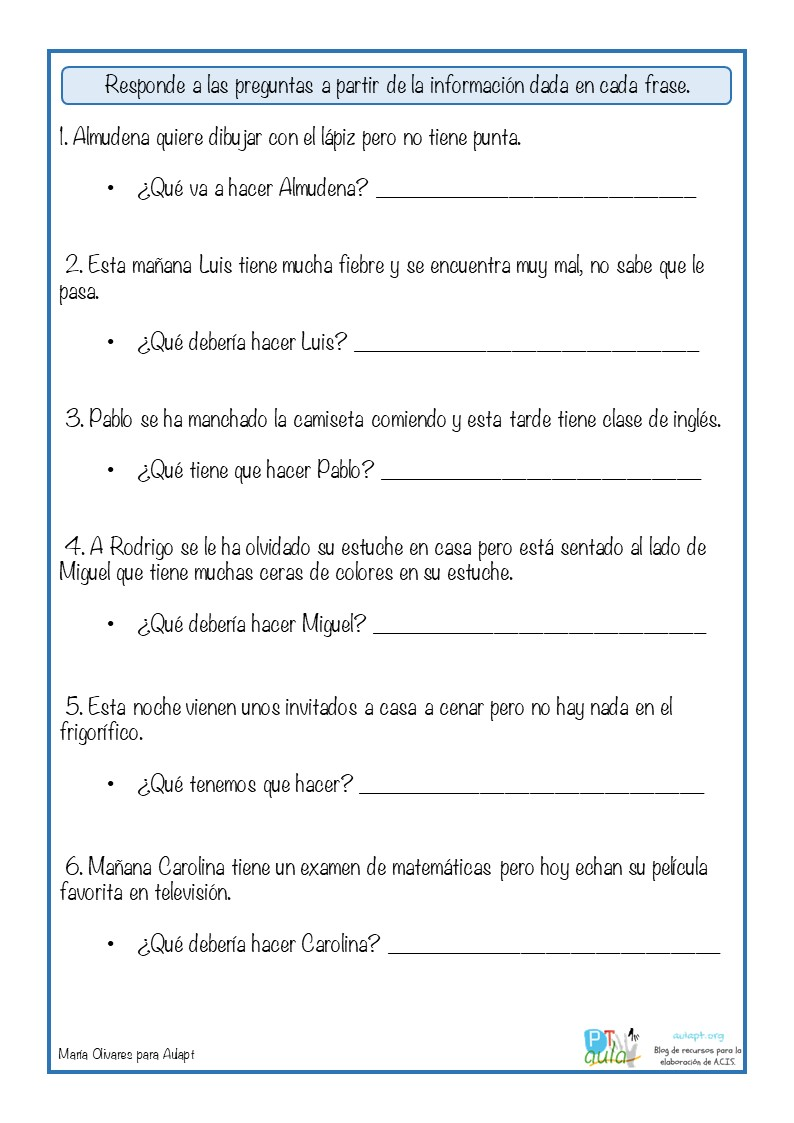 Responde a las preguntas a partir de la información dada en cada frase.
1. Almudena quiere dibujar con el lápiz pero no tiene punta.
• ¿Qué va a hacer Almudena? ____________________________
2. Esta mañana Luis tiene mucha fiebre y se encuentra muy mal, no sabe que le
pasa.
• ¿Qué debería hacer Luis? ______________________________
3. Pablo se ha manchado la camiseta comiendo y esta tarde tiene clase de inglés.
• ¿Qué tiene que hacer Pablo? ____________________________
4. A Rodrigo se le ha olvidado su estuche en casa pero está sentado al lado de
Miguel que tiene muchas ceras de colores en su estuche.
• ¿Qué debería hacer Miguel? _____________________________
5. Esta noche vienen unos invitados a casa a cenar pero no hay nada en el
frigorífico.
• ¿Qué tenemos que hacer? ______________________________
6. Mañana Carolina tiene un examen de matemáticas pero hoy echan su película
favorita en televisión.
• ¿Qué debería hacer Carolina? _____________________________
María Olivares para Aulapt
PT
aula
aulapt.org
Blog de recursos para la
elaboración de A.C.I.S.